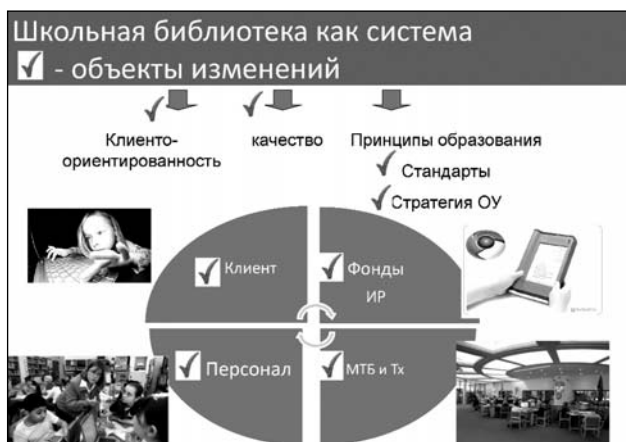 Школьная библиотека как система
- объекты изменений
Клиенто-
ориентированность
качество
Принципы образования
Стандарты
Стратегия ОУ
Клиент
Фонды
ИР
Персонал
МТБ и Тх